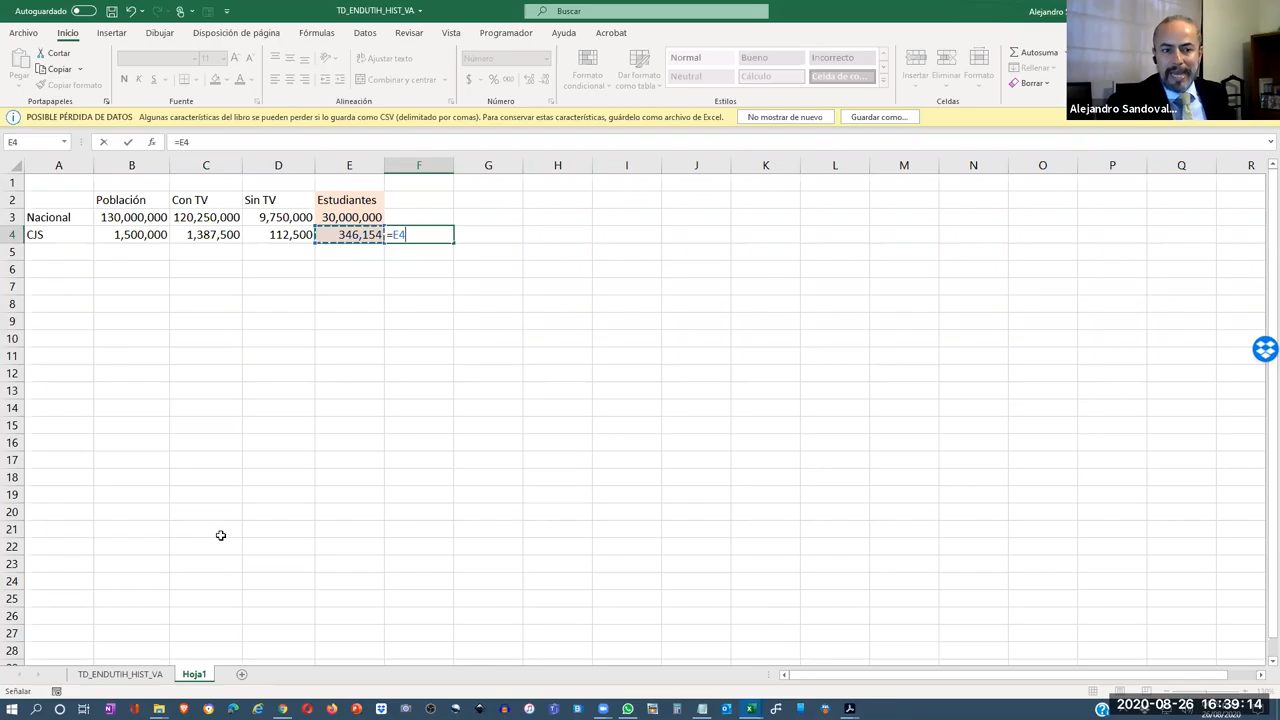 Autoguardado
TD_ENDUTIH_HIST_VA
Buscar
Alejandro S
Archivo Inicio Insertar Dibujar Disposición de página Fórmulas Datos Revisar Vista Programador Ayuda Acrobat
Pegar
Cortar
Copiar
Copiar formato
Portapapeles
11
N K S
Fuente
Ajustar texto
Combinar y centrar
Alineación
Número
$ % 000
Número
Formato condicional
Dar formato como tabla
Normal Bueno Incorrecto
Neutral Cálculo Celda de co...
Estilos
Insertar Eliminar Formato
Celdas
Autosuma
Rellenar
Borrar
Alejandro Sandoval...
POSIBLE PÉRDIDA DE DATOS Algunas características del libro se pueden perder si lo guarda como CSV (delimitado por comas). Para conservar estas características, guárdelo como archivo de Excel. No mostrar de nuevo Guardar como...
E4 fx =E4
A B C D E F G H I J K L M N O P Q R
1
2 Población Con TV Sin TV Estudiantes
3 Nacional 130,000,000 120,250,000 9,750,000 30,000,000
4 CJS 1,500,000 1,387,500 112,500 346,154 =E4
5
6
7
8
9
10
11
12
13
14
15
16
17
18
19
20
21
22
23
24
25
26
27
28
TD_ENDUTIH_HIST_VA Hoja1
Señalar
130%
2020-08-26 16:39:14
26/08/2020